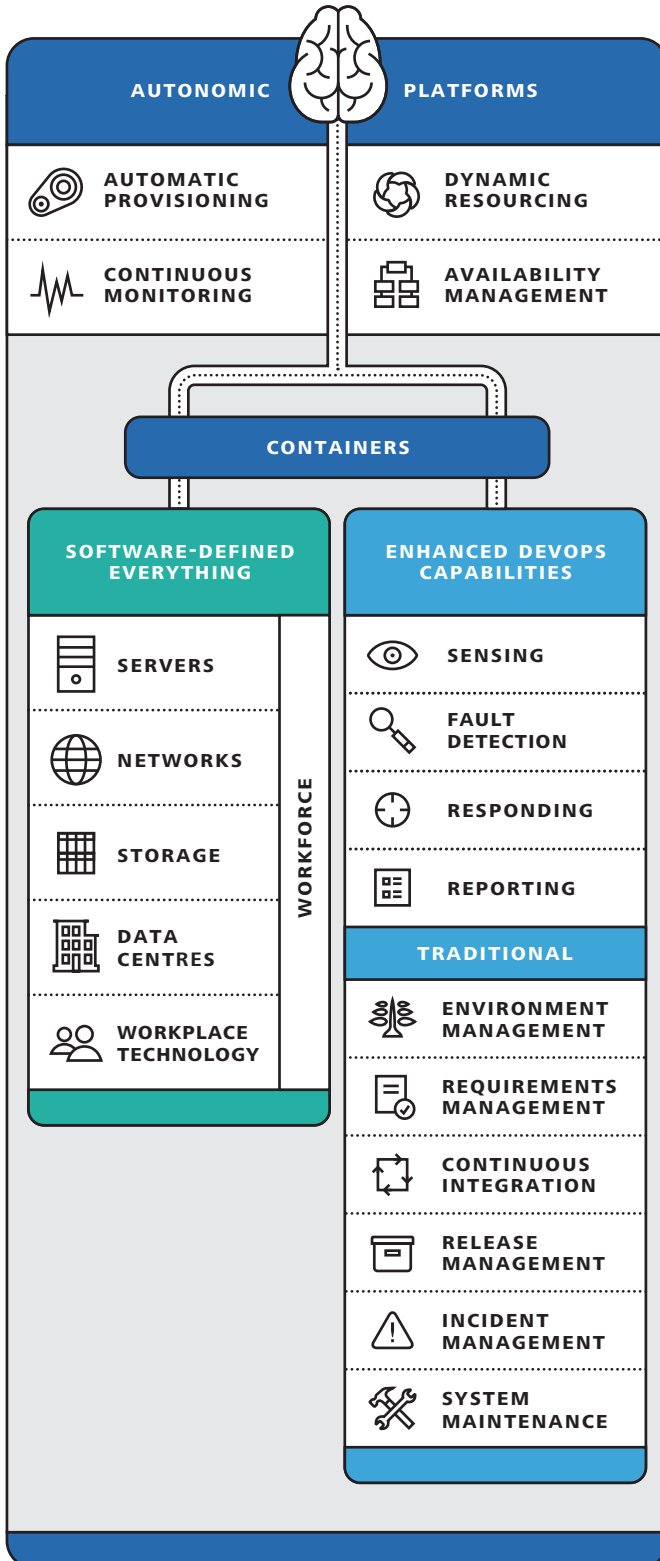 AUTONOMIC PLATFORMS
AUTOMATIC
PROVISIONING
DYNAMIC
RESOURCING
CONTINUOUS
MONITORING
AVAILABILITY
MANAGEMENT
CONTAINERS
SOFTWARE-DEFINED
EVERYTHING
SERVERS
NETWORKS
STORAGE
DATA
CENTRES
WORKPLACE
TECHNOLOGY
WORKFORCE
ENHANCED DEVOPS
CAPABILITIES
SENSING
FAULT
DETECTION
RESPONDING
REPORTING
TRADITIONAL
ENVIRONMENT
MANAGEMENT
REQUIREMENTS
MANAGEMENT
CONTINUOUS
INTEGRATION
RELEASE
MANAGEMENT
INCIDENT
MANAGEMENT
SYSTEM
MAINTENANCE